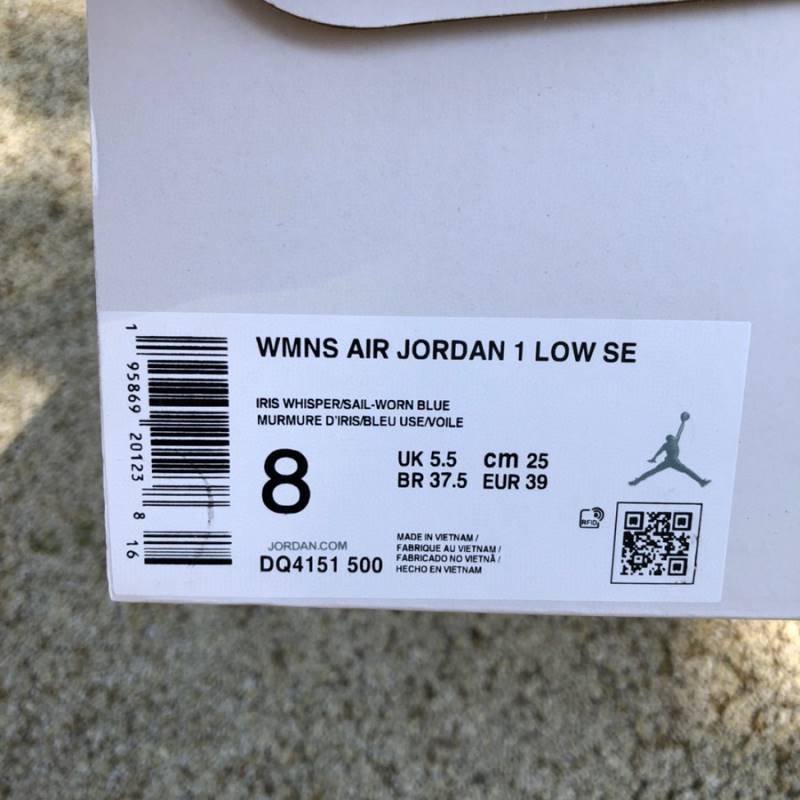 WMNS AIR JORDAN 1 LOW SE
IRIS WHISPER/SAIL-WORN BLUE
MURMURE D'IRIS/BLEU USE/VOILE
8
UK 5.5 cm 25
BR 37.5 EUR 39
JORDAN.COM
DQ4151 500
MADE IN VIETNAM /
FABRIQUE AU VIETNAM /
FABRICADO NO VIETNÃ /
HECHO EN VIETNAM
RFID
1 95869 20123 8 16